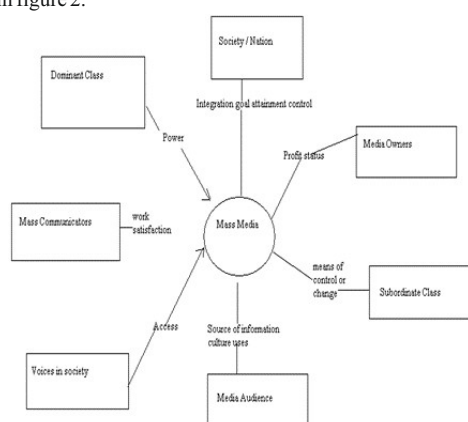 in figure 2.
Society / Nation
Dominant Class
Integration goal attainment control
Power
Profit status
Media Owners
Mass Communicators
work
satisfaction
Mass Media
means of
control or
change
Subordinate Class
Access
Source of information
culture uses
Voices in society
Media Audience